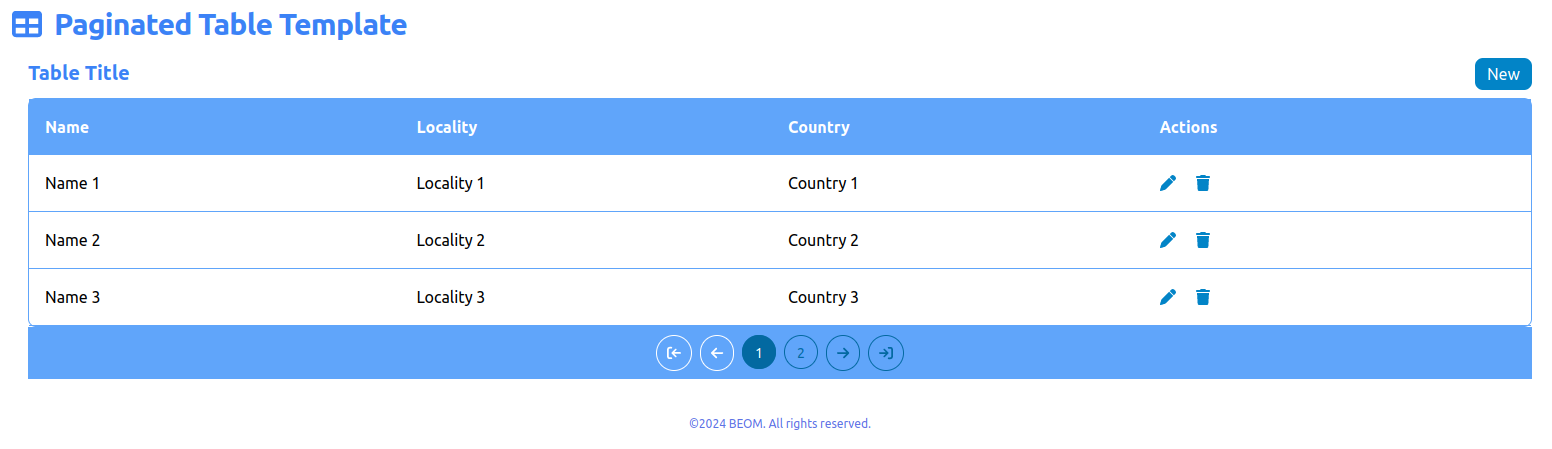 Paginated Table Template
Table Title New
Name Locality Country Actions
Name 1 Locality 1 Country 1
Name 2 Locality 2 Country 2
Name 3 Locality 3 Country 3
1 2
©2024 BEOM. All rights reserved.